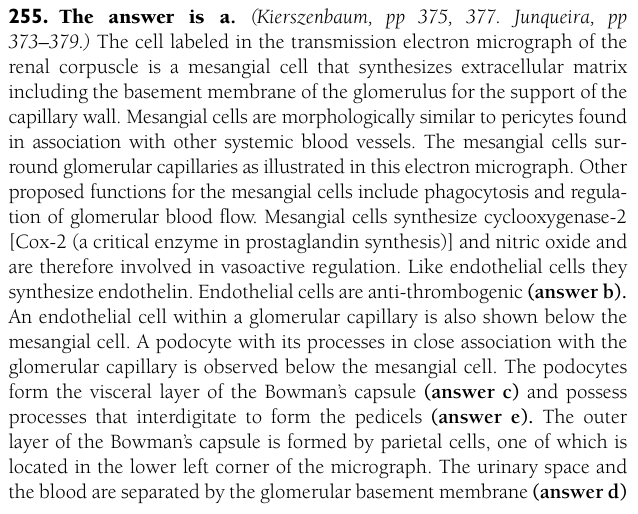 255. The answer is a. (Kierszenbaum, pp 375, 377. Junqueira, pp
373–379.) The cell labeled in the transmission electron micrograph of the
renal corpuscle is a mesangial cell that synthesizes extracellular matrix
including the basement membrane of the glomerulus for the support of the
capillary wall. Mesangial cells are morphologically similar to pericytes found
in association with other systemic blood vessels. The mesangial cells sur-
round glomerular capillaries as illustrated in this electron micrograph. Other
proposed functions for the mesangial cells include phagocytosis and regula-
tion of glomerular blood flow. Mesangial cells synthesize cyclooxygenase-2
[Cox-2 (a critical enzyme in prostaglandin synthesis)] and nitric oxide and
are therefore involved in vasoactive regulation. Like endothelial cells they
synthesize endothelin. Endothelial cells are anti-thrombogenic (answer b).
An endothelial cell within a glomerular capillary is also shown below the
mesangial cell. A podocyte with its processes in close association with the
glomerular capillary is observed below the mesangial cell. The podocytes
form the visceral layer of the Bowman's capsule (answer c) and possess
processes that interdigitate to form the pedicels (answer e). The outer
layer of the Bowman's capsule is formed by parietal cells, one of which is
located in the lower left corner of the micrograph. The urinary space and
the blood are separated by the glomerular basement membrane (answer d)